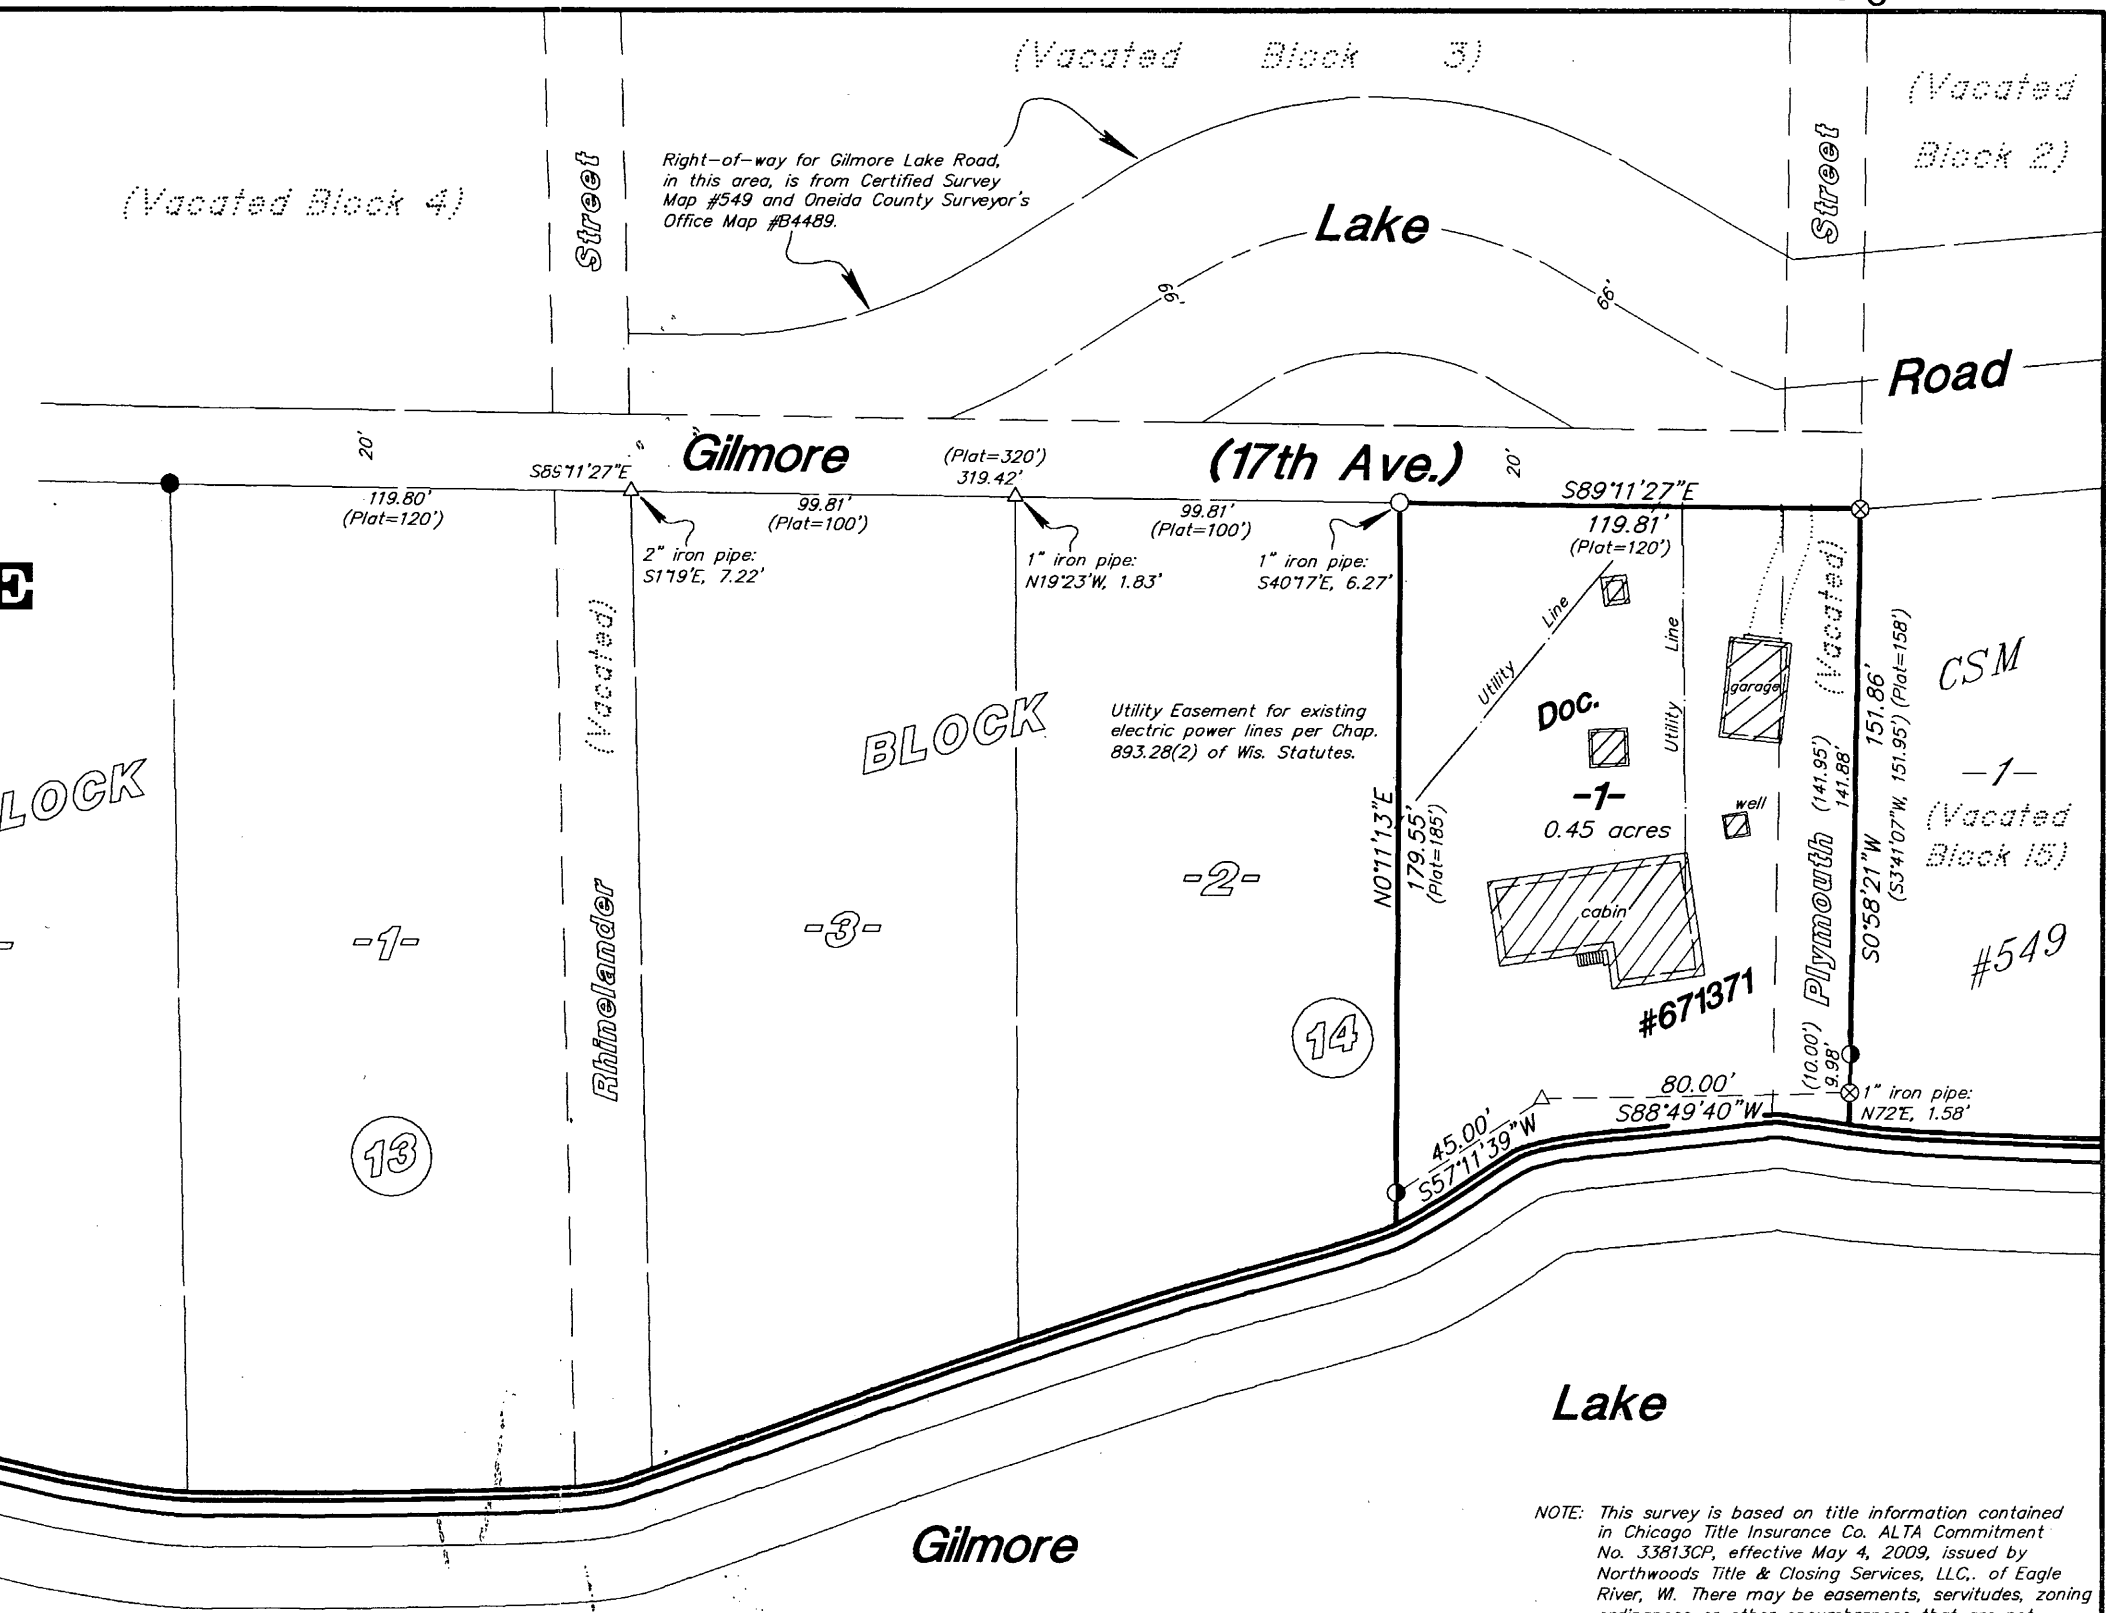 (Vacated Block 3)
(Vacated
Block 2)
(Vacated Block 4)
Street
Street
Right-of-way for Gilmore Lake Road,
in this area, is from Certified Survey
Map #549 and Oneida County Surveyor's
Office Map #B4489.
Lake
66'
66'
Road
20'
Gilmore
(17th Ave.)
20'
(Plat=320')
319.42'
S89°11'27"E
119.80'
(Plat=120')
99.81'
(Plat=100')
99.81'
(Plat=100')
S89°11'27"E
119.81'
(Plat=120')
2" iron pipe:
S1°19'E, 7.22'
1" iron pipe:
N19°23'W, 1.83'
1" iron pipe:
S40°17'E, 6.27'
(Vacated)
(Vacated)
Utility Line
Utility Line
garage
Doc.
BLOCK
LOCK
Utility Easement for existing
electric power lines per Chap.
893.28(2) of Wis. Statutes.
N0°11'13"E
179.55'
(Plat=185')
-1-
0.45 acres
well
cabin
#671371
Plymouth
(141.95')
141.88'
S0°58'21"W 151.86'
(S3°41'07"W, 151.95') (Plat=158')
CSM
-1-
(Vacated
Block 15)
#549
-1-
-3-
-2-
Rhinelander
13
14
(10.00')
9.98'
80.00'
S88°49'40"W
1" iron pipe:
N72°E, 1.58'
45.00'
S57°11'39"W
Lake
Gilmore
NOTE: This survey is based on title information contained
in Chicago Title Insurance Co. ALTA Commitment
No. 33813CP, effective May 4, 2009, issued by
Northwoods Title & Closing Services, LLC,. of Eagle
River, WI. There may be easements, servitudes, zoning